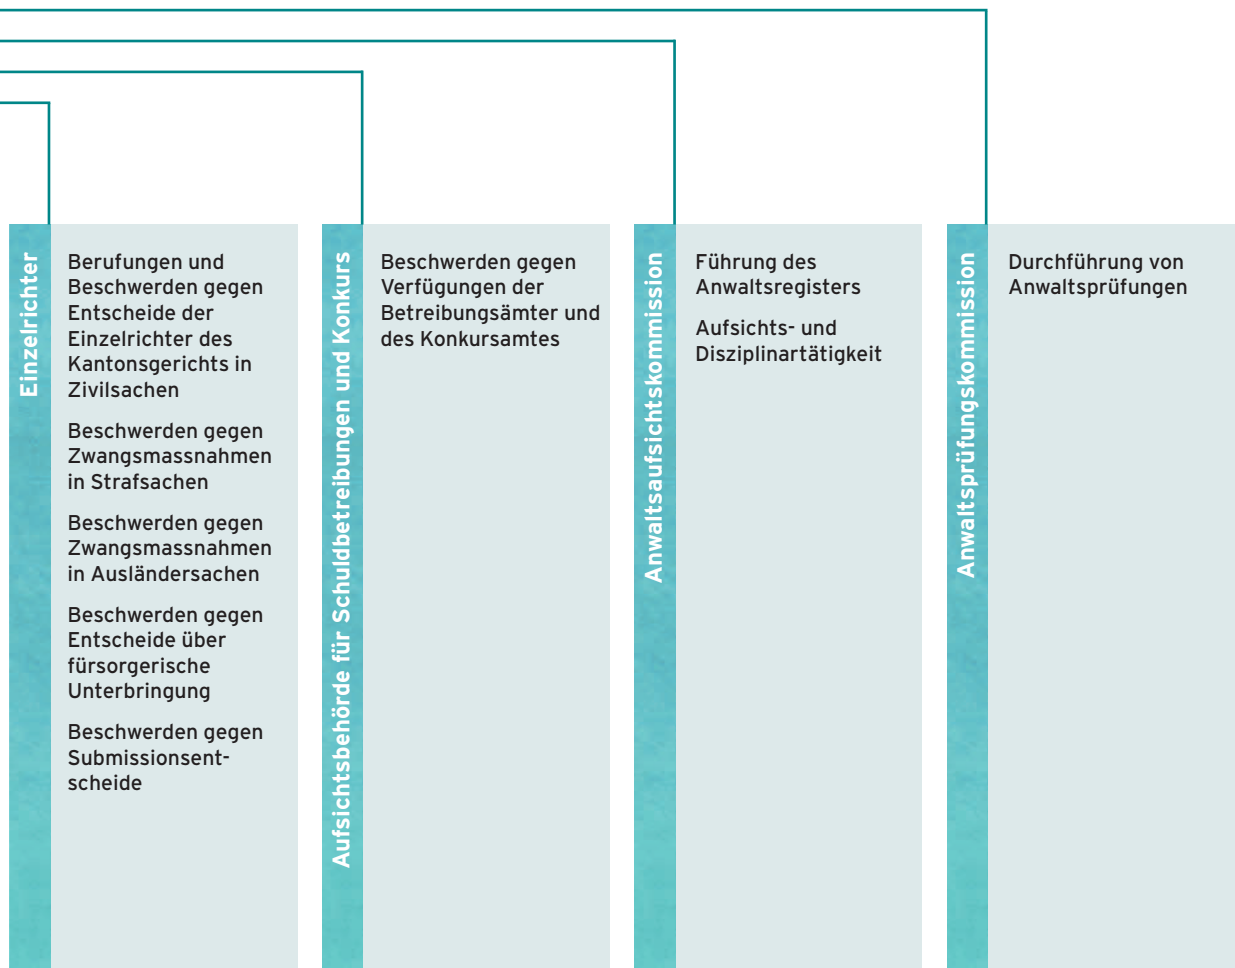 Einzelrichter
Berufungen und
Beschwerden gegen
Entscheide der
Einzelrichter des
Kantonsgerichts in
Zivilsachen
Beschwerden gegen
Zwangsmassnahmen
in Strafsachen
Beschwerden gegen
Zwangsmassnahmen
in Ausländersachen
Beschwerden gegen
Entscheide über
fürsorgerische
Unterbringung
Beschwerden gegen
Submissionsent-
scheide
Aufsichtsbehörde für Schuldbetreibungen und Konkurs
Beschwerden gegen
Verfügungen der
Betreibungsämter und
des Konkursamtes
Anwaltsaufsichtskommission
Führung des
Anwaltsregisters
Aufsichts- und
Disziplinartätigkeit
Anwaltsprüfungskommission
Durchführung von
Anwaltsprüfungen